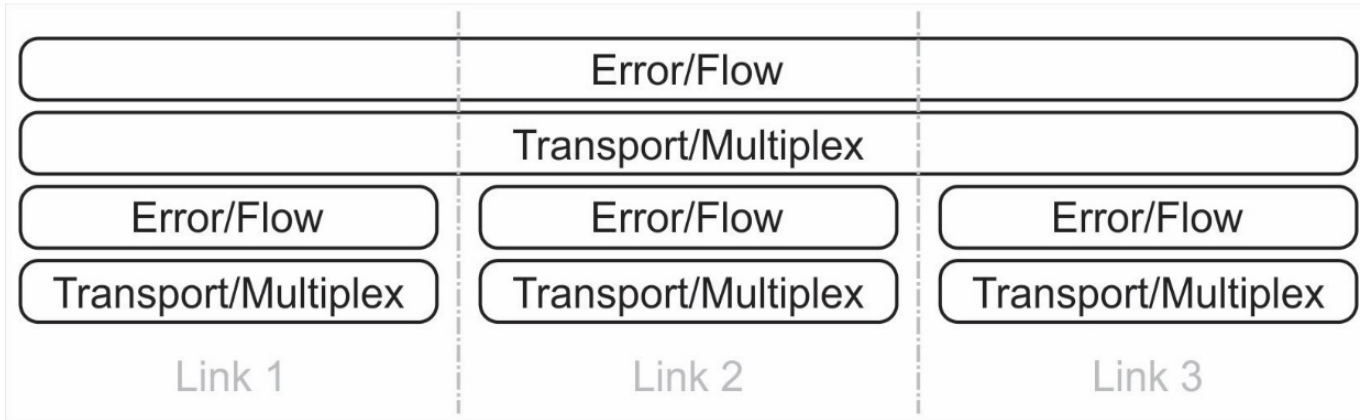 Error/Flow
Transport/Multiplex
Error/Flow Error/Flow Error/Flow
Transport/Multiplex Transport/Multiplex Transport/Multiplex
Link 1 Link 2 Link 3